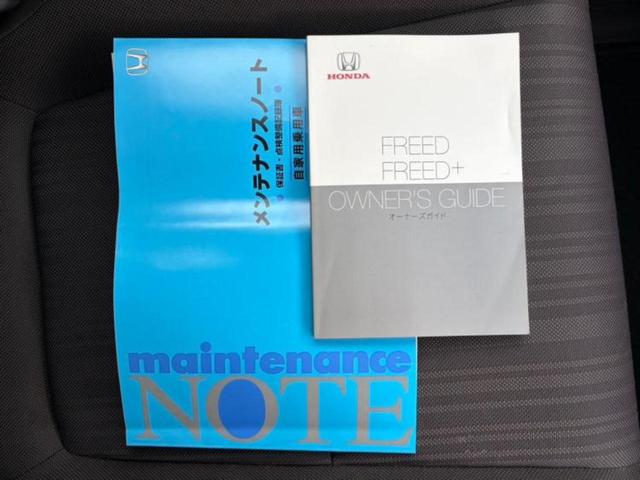 メンテナンスノート
保証書・点検整備記録簿
自家用乗用車
maintenance
NOTE
HONDA
FREED
FREED+
OWNER'S GUIDE
オーナーズガイド